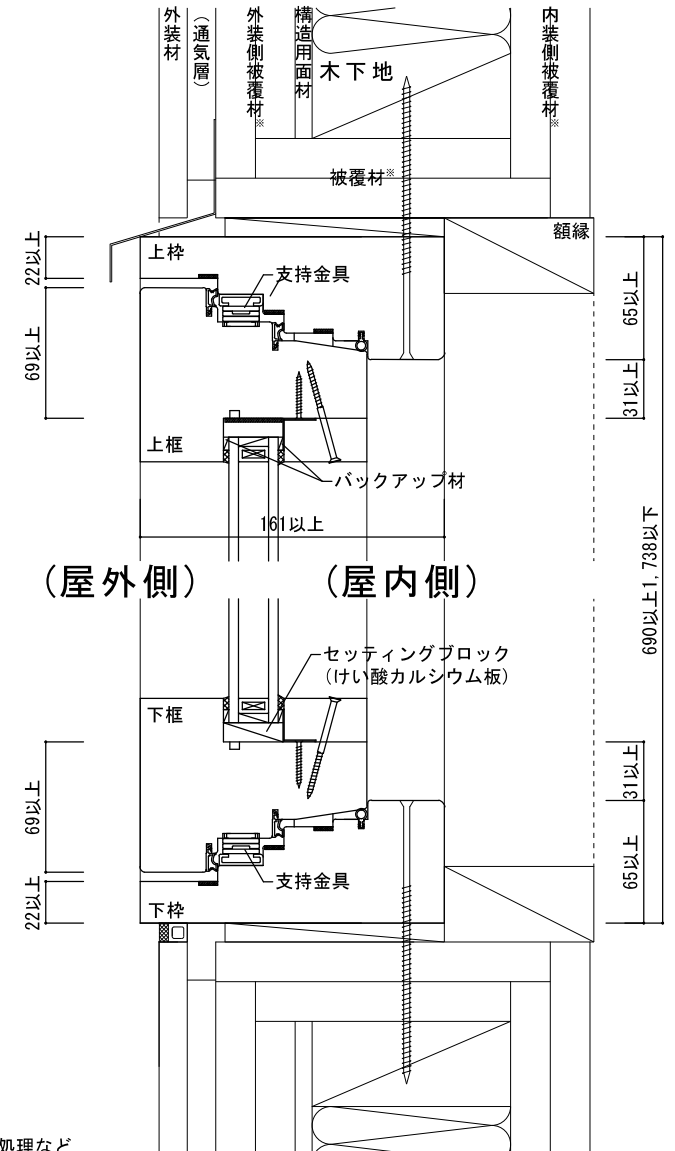 外装材
（通気層）
外装側被覆材※
構造用面材
木下地
内装側被覆材※
被覆材※
額縁
上枠
22以上
支持金具
65以上
69以上
31以上
上框
バックアップ材
161以上
（屋外側）
（屋内側）
690以上1,738以下
セッティングブロック
（けい酸カルシウム板）
下框
31以上
69以上
65以上
支持金具
22以上
下枠
処理など